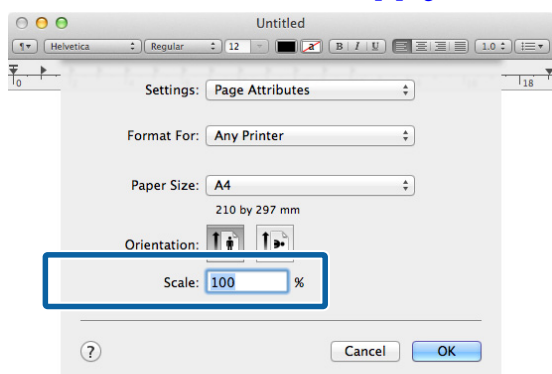 Untitled
¶ Helvetica Regular 12 a B I U 1.0
0 18
Settings: Page Attributes
Format For: Any Printer
Paper Size: A4
210 by 297 mm
Orientation:
Scale: 100 %
? Cancel OK